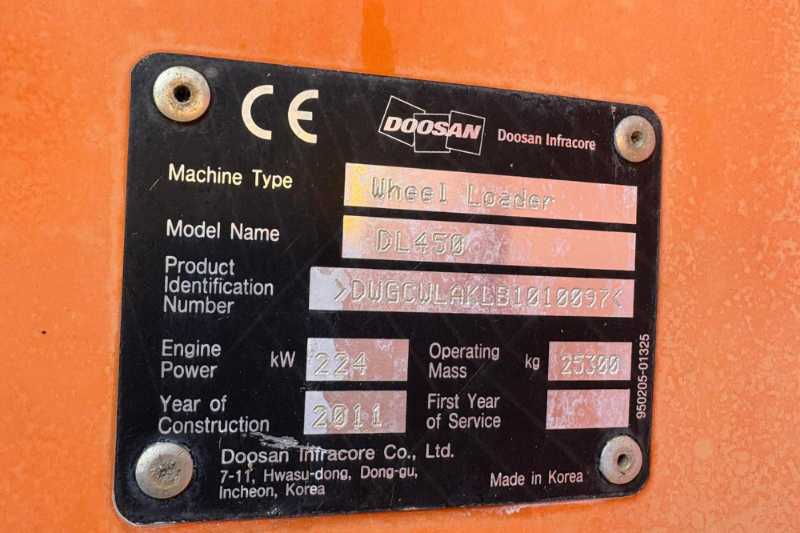 CE DOOSAN Doosan Infracore
Machine Type Wheel Loader
Model Name DL450
Product
Identification
Number >DWGCWLAKLB1010097<
Engine
Power kW 224 Operating
Mass kg 25300
Year of
Construction 2011 First Year
of Service
Doosan Infracore Co., Ltd.
7-11, Hwasu-dong, Dong-gu,
Incheon, Korea
Made in Korea
950205-01325